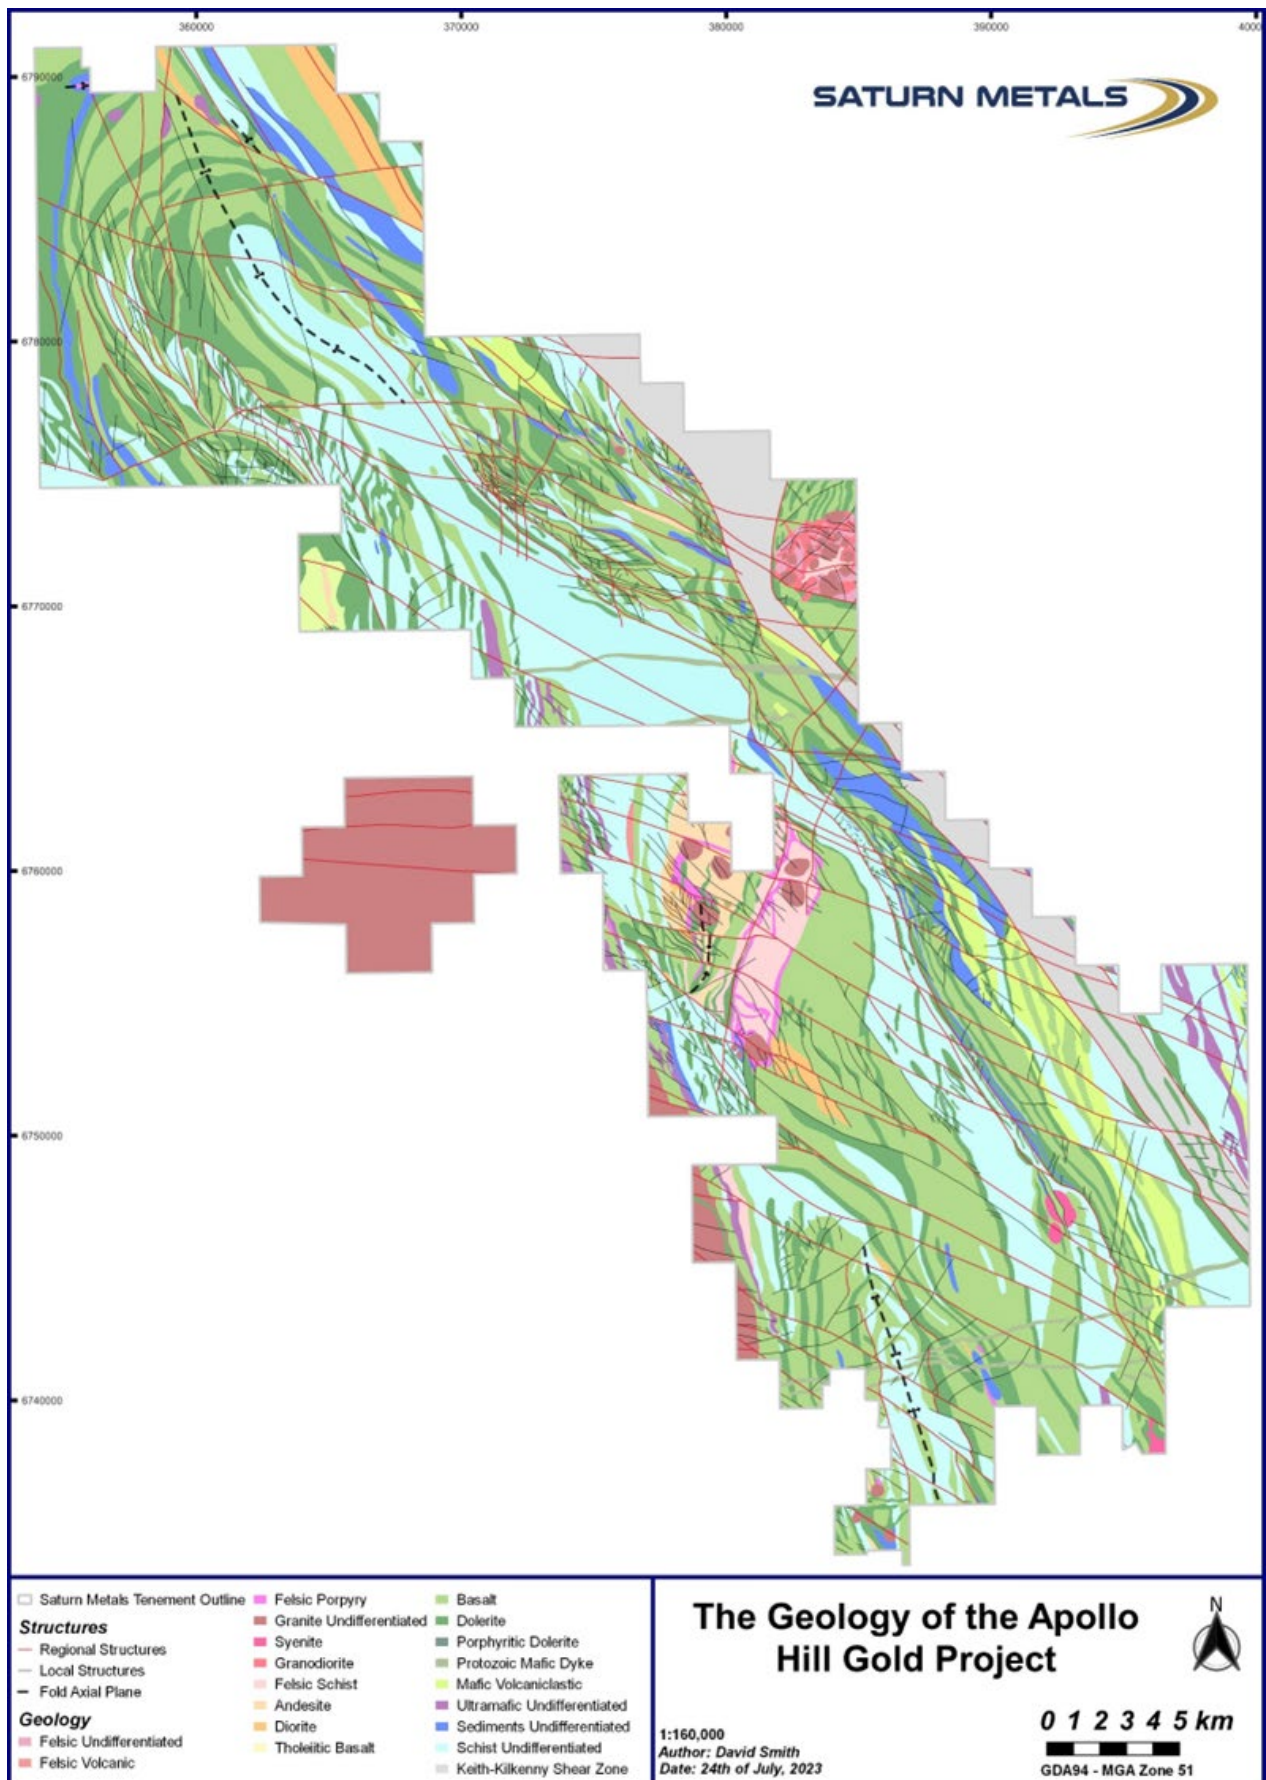 360000
370000
380000
390000
4000
6790000
6780000
6770000
6760000
6750000
6740000
SATURN METALS
Saturn Metals Tenement Outline
Structures
Regional Structures
Local Structures
Fold Axial Plane
Geology
Felsic Undifferentiated
Felsic Volcanic
Felsic Porpyry
Granite Undifferentiated
Syenite
Granodiorite
Felsic Schist
Andesite
Diorite
Tholeiitic Basalt
Basalt
Dolerite
Porphyritic Dolerite
Protozoic Mafic Dyke
Mafic Volcaniclastic
Ultramafic Undifferentiated
Sediments Undifferentiated
Schist Undifferentiated
Keith-Kilkenny Shear Zone
The Geology of the Apollo
Hill Gold Project
N
1:160,000
Author: David Smith
Date: 24th of July, 2023
0 1 2 3 4 5 km
GDA94 - MGA Zone 51